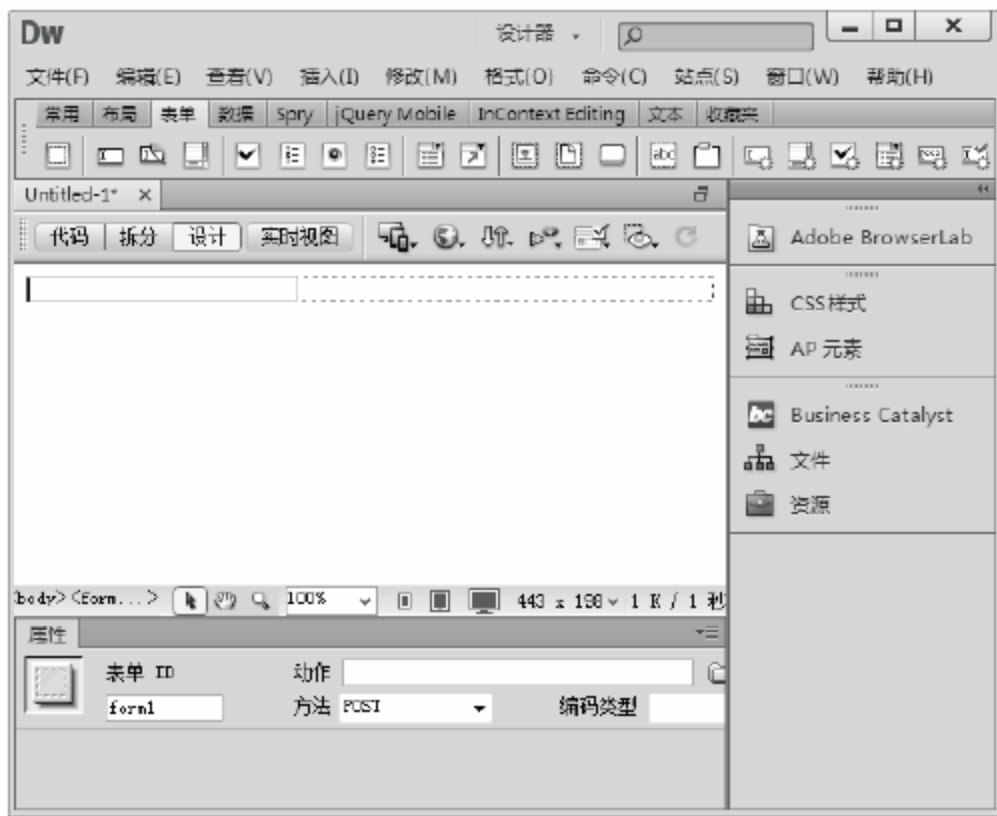 Dw 设计器
文件(F) 编辑(E) 查看(V) 插入(I) 修改(M) 格式(O) 命令(C) 站点(S) 窗口(W) 帮助(H)
常用 布局 表单 数据 Spry jQuery Mobile InContext Editing 文本 收藏夹
Untitled-1* ×
代码 拆分 设计 实时视图
Adobe BrowserLab
CSS样式
AP 元素
Business Catalyst
文件
资源
<body> <form...> 100% 443 x 198 1 K / 1 秒
属性
表单 ID 动作
form1 方法 POST 编码类型